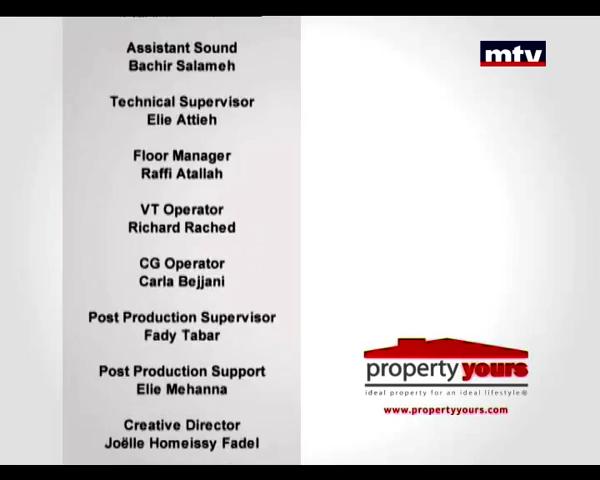 Assistant Sound
Bachir Salameh
Technical Supervisor
Elie Attieh
Floor Manager
Raffi Atallah
VT Operator
Richard Rached
CG Operator
Carla Bejjani
Post Production Supervisor
Fady Tabar
Post Production Support
Elie Mehanna
Creative Director
Joëlle Homeissy Fadel
mtv
property yours
ideal property for an ideal lifestyle®
www.propertyyours.com